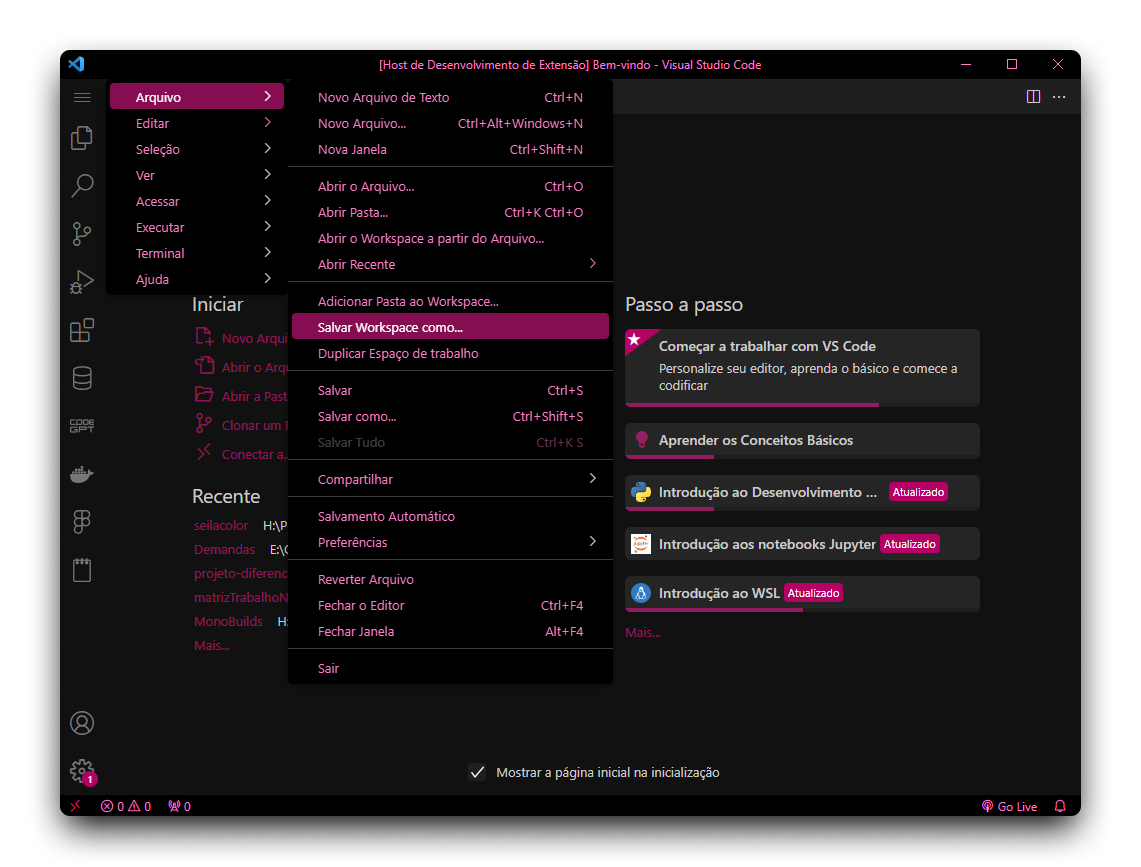 [Host de Desenvolvimento de Extensão] Bem-vindo - Visual Studio Code
Arquivo
Editar
Seleção
Ver
Acessar
Executar
Terminal
Ajuda
Novo Arquivo de Texto Ctrl+N
Novo Arquivo... Ctrl+Alt+Windows+N
Nova Janela Ctrl+Shift+N
Abrir o Arquivo... Ctrl+O
Abrir Pasta... Ctrl+K Ctrl+O
Abrir o Workspace a partir do Arquivo...
Abrir Recente
Adicionar Pasta ao Workspace...
Salvar Workspace como...
Duplicar Espaço de trabalho
Salvar Ctrl+S
Salvar como... Ctrl+Shift+S
Salvar Tudo Ctrl+K S
Compartilhar
Salvamento Automático
Preferências
Reverter Arquivo
Fechar o Editor Ctrl+F4
Fechar Janela Alt+F4
Sair
CODE
GPT
Iniciar
Novo Arqui
Abrir o Arqu
Abrir a Past
Clonar um
Conectar a..
Recente
seilacolor H:\P
Demandas E:\
projeto-diferenc
matrizTrabalhoN
MonoBuilds H:
Mais...
Passo a passo
Começar a trabalhar com VS Code
Personalize seu editor, aprenda o básico e comece a
codificar
Aprender os Conceitos Básicos
Introdução ao Desenvolvimento ... Atualizado
jupyter
Introdução aos notebooks Jupyter Atualizado
Introdução ao WSL Atualizado
Mais...
1
Mostrar a página inicial na inicialização
0 0 0 Go Live